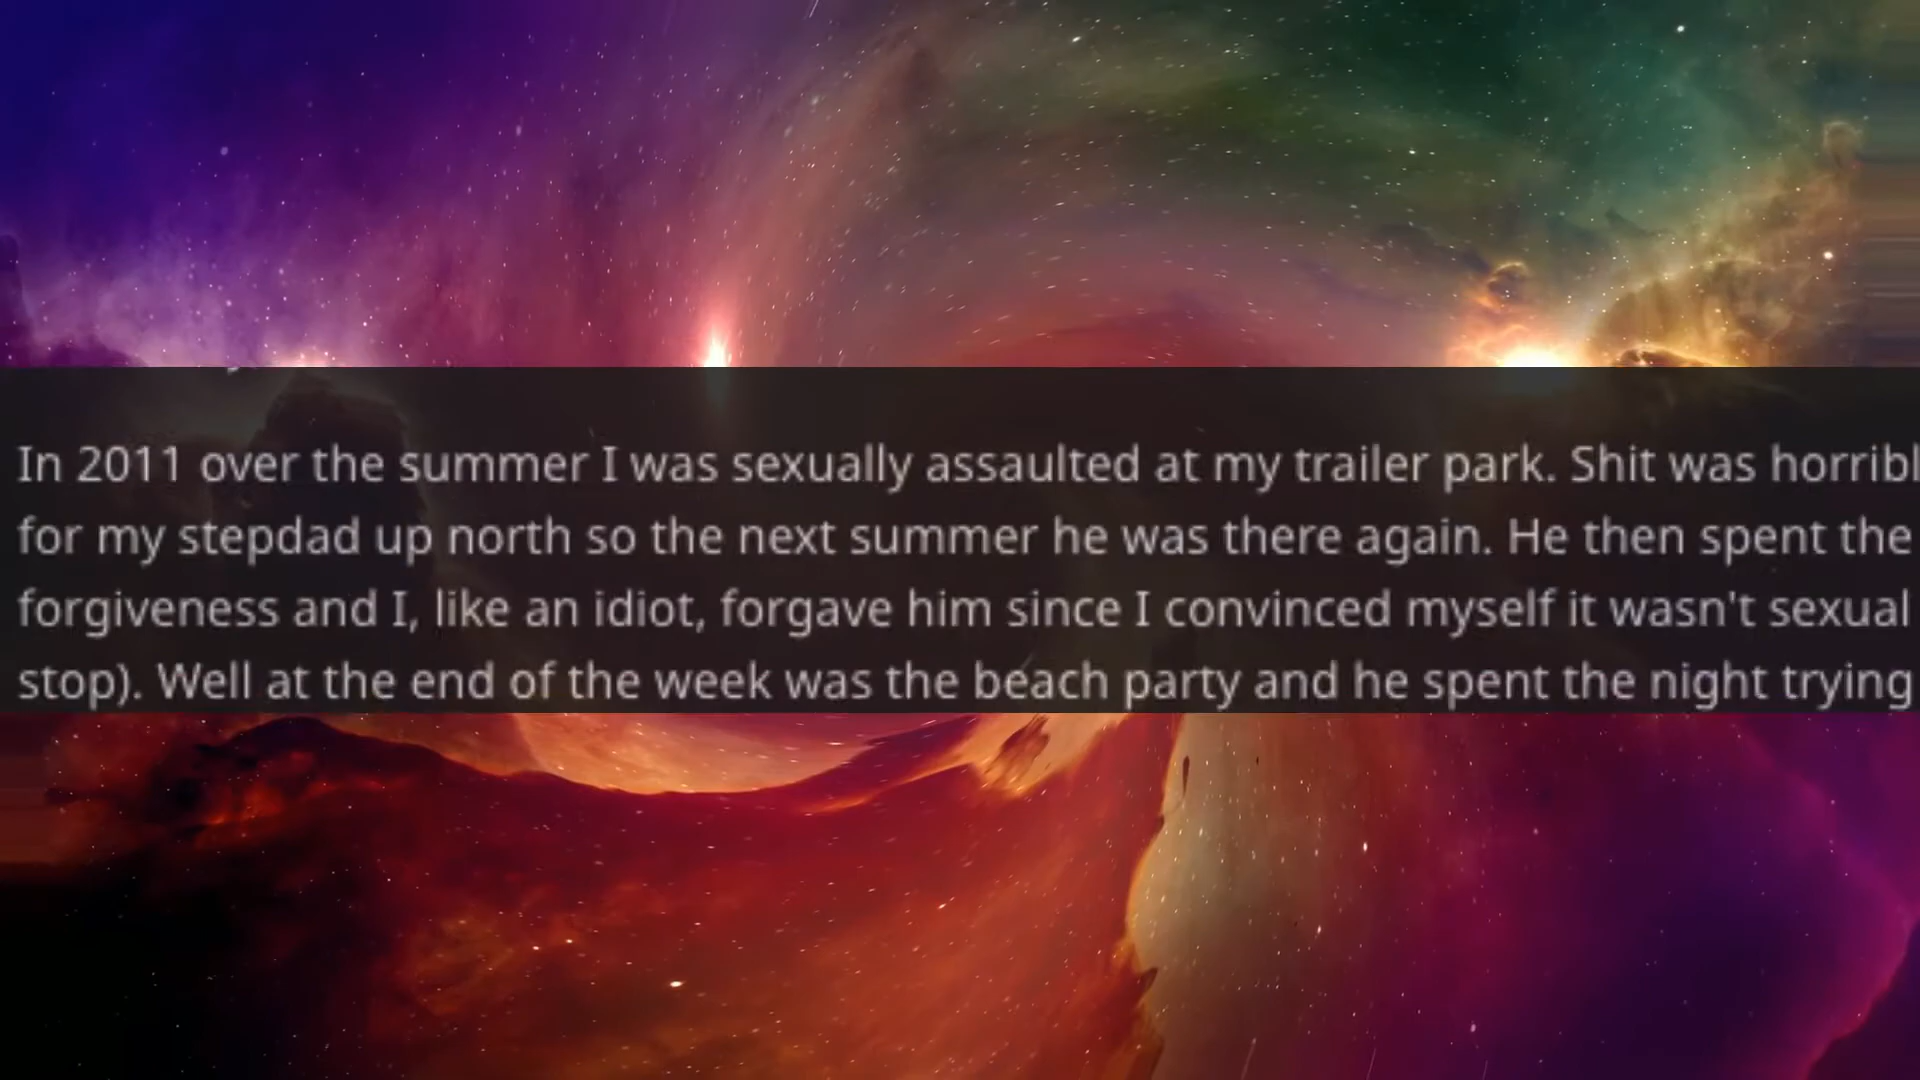 In 2011 over the summer I was sexually assaulted at my trailer park. Shit was horribl
for my stepdad up north so the next summer he was there again. He then spent the
forgiveness and I, like an idiot, forgave him since I convinced myself it wasn't sexual
stop). Well at the end of the week was the beach party and he spent the night trying